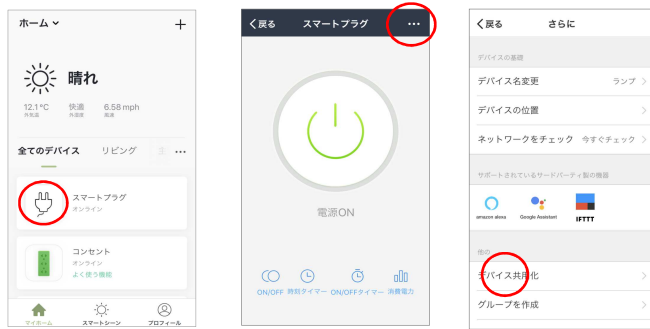 ホーム
晴れ
12.1°C 快適 6.58 mph
外気温 外湿度 風速
全てのデバイス リビング
スマートプラグ
オンライン
コンセント
オンライン
よく使う機能
マイホーム スマートシーン プロフィール
く戻る スマートプラグ ...
電源ON
ON/OFF 時刻タイマー ON/OFFタイマー 消費電力
く戻る さらに
デバイスの基礎
デバイス名変更 ランプ >
デバイスの位置 >
ネットワークをチェック 今すぐチェック >
サポートされているサードパーティ製の機器
amazon alexa Google Assistant IFTTT
他の
デバイス共用化 >
グループを作成 >